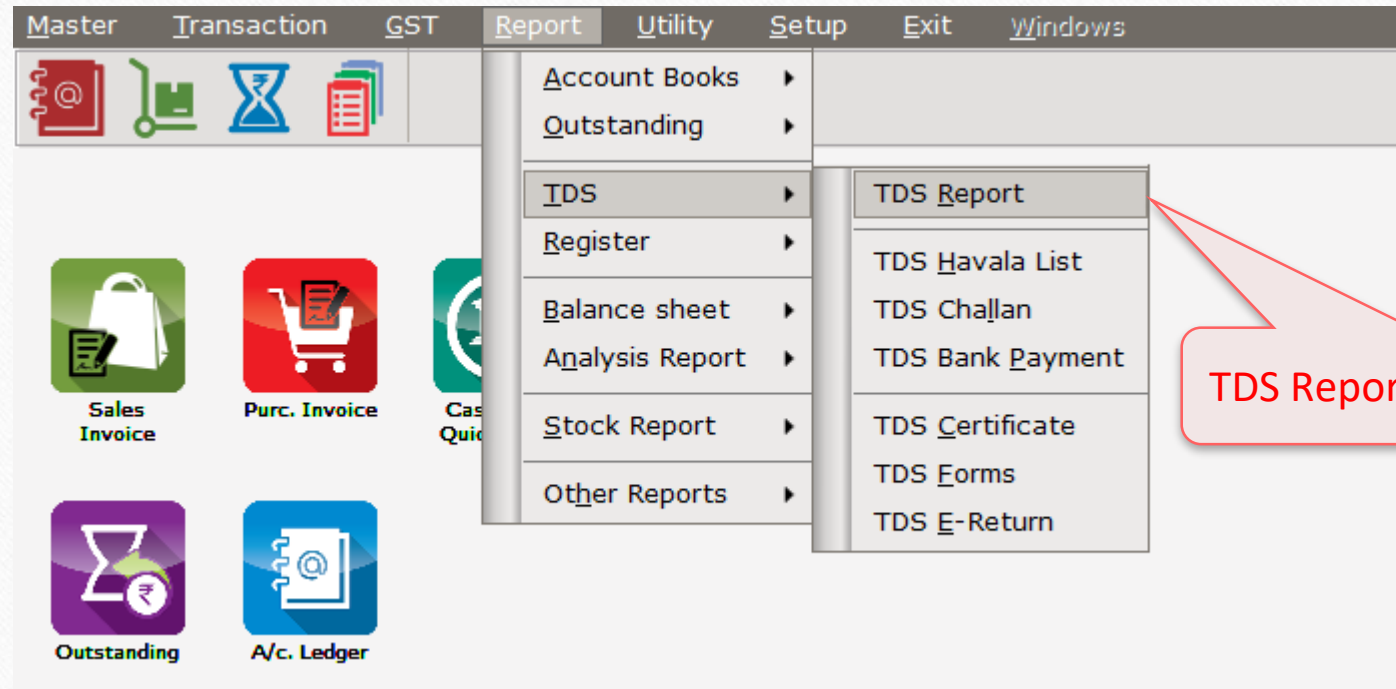 Master Transaction GST Report Utility Setup Exit Windows
Account Books
Outstanding
TDS
Register
Balance sheet
Analysis Report
Stock Report
Other Reports
TDS Report
TDS Havala List
TDS Challan
TDS Bank Payment
TDS Certificate
TDS Forms
TDS E-Return
TDS
Sales
Invoice
Purc. Invoice
Outstanding
A/c. Ledger